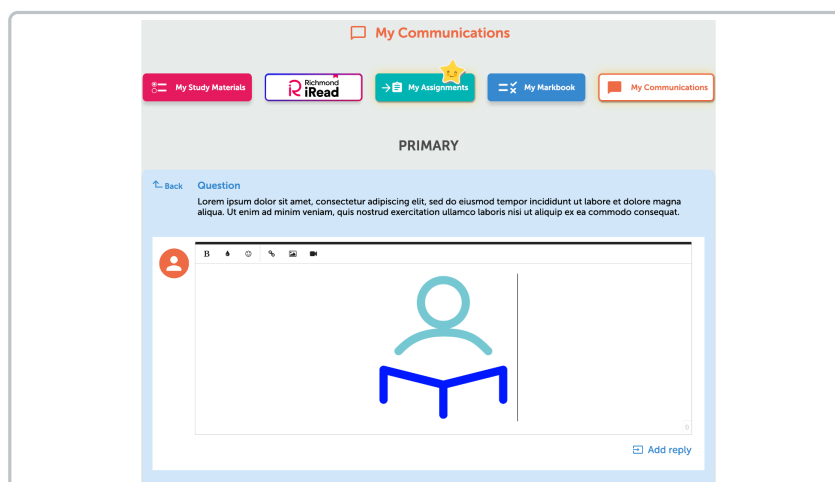 My Communications
My Study Materials
Richmond
iRead
My Assignments
My Markbook
My Communications
PRIMARY
Back
Question
Lorem ipsum dolor sit amet, consectetur adipiscing elit, sed do eiusmod tempor incididunt ut labore et dolore magna
aliqua. Ut enim ad minim veniam, quis nostrud exercitation ullamco laboris nisi ut aliquip ex ea commodo consequat.
B
0
Add reply